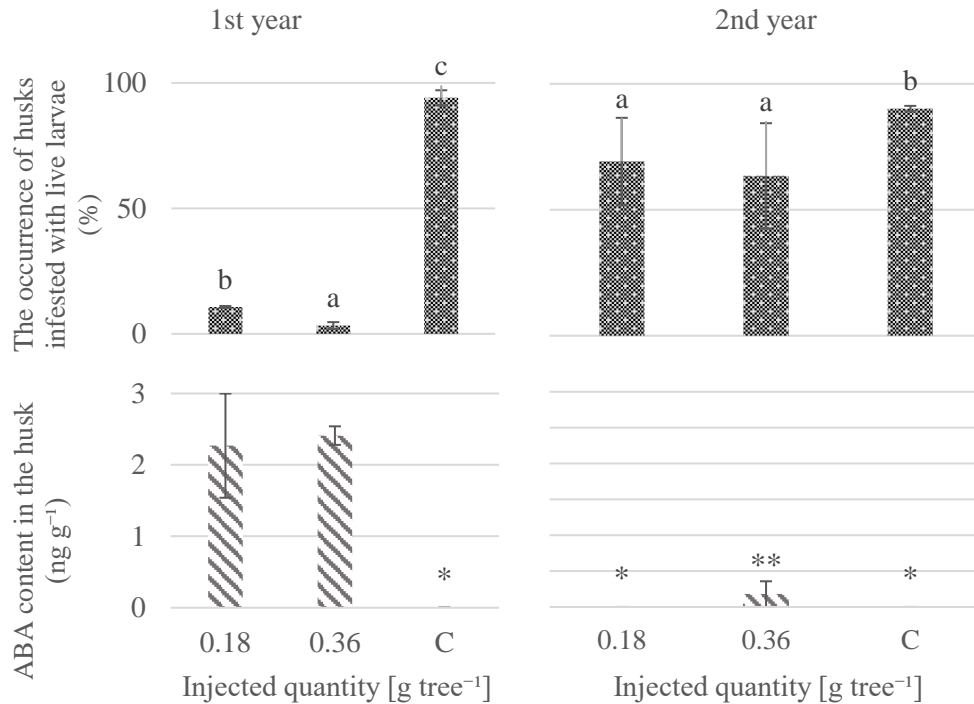 1st year
2nd year
The occurrence of husks
infested with live larvae
(%)
100
50
0
b
a
c
a
a
b
ABA content in the husk
(ng g⁻¹)
3
2
1
0
*
*
**
*
0.18 0.36 C
0.18 0.36 C
Injected quantity [g tree⁻¹]
Injected quantity [g tree⁻¹]